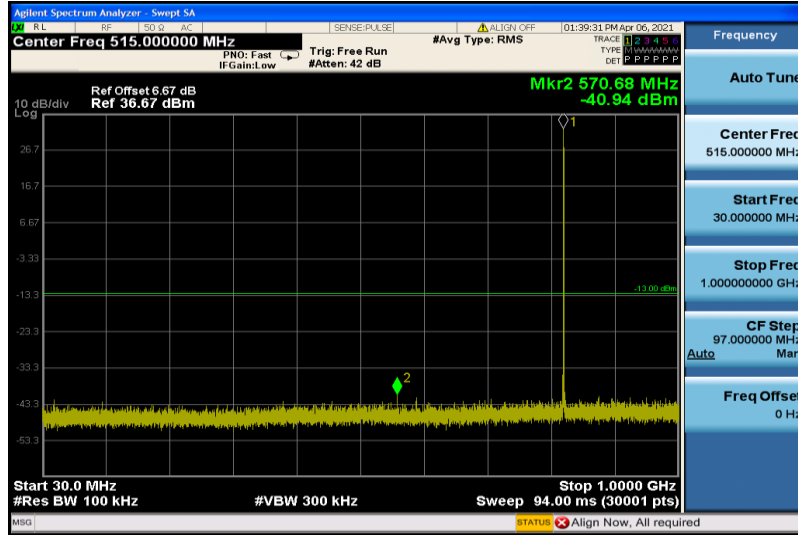 Agilent Spectrum Analyzer - Swept SA
LXI RL RF 50 Ω AC SENSE:PULSE ALIGN OFF 01:39:31 PM Apr 06, 2021
Center Freq 515.000000 MHz
PNO: Fast
IFGain:Low
Trig: Free Run
#Atten: 42 dB
#Avg Type: RMS
TRACE 1 2 3 4 5 6
TYPE M
DET P P P P P P
Mkr2 570.68 MHz
-40.94 dBm
Ref Offset 6.67 dB
Ref 36.67 dBm
10 dB/div
Log
1
26.7
16.7
6.67
-3.33
-13.00 dBm
-13.3
-23.3
-33.3
2
-43.3
-53.3
Start 30.0 MHz
Stop 1.0000 GHz
#Res BW 100 kHz
#VBW 300 kHz
Sweep 94.00 ms (30001 pts)
MSG
STATUS Align Now, All required
Frequency
Auto Tune
Center Freq
515.000000 MHz
Start Freq
30.000000 MHz
Stop Freq
1.000000000 GHz
CF Step
97.000000 MHz
Auto Man
Freq Offset
0 Hz